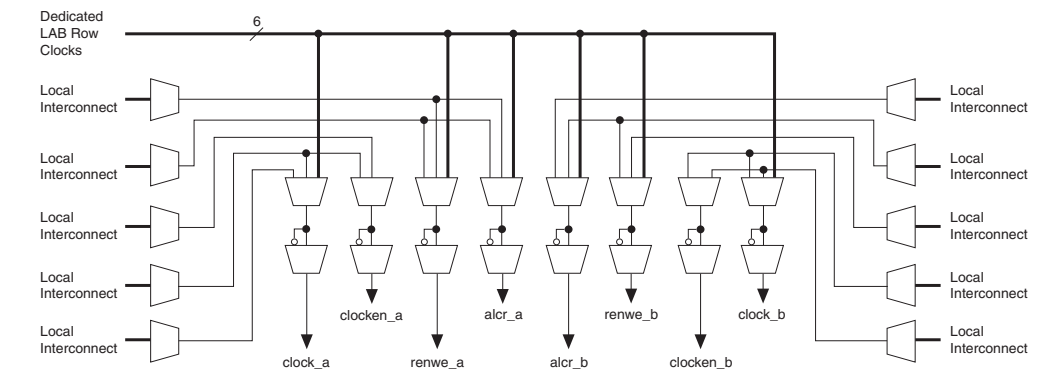 Dedicated
LAB Row
Clocks
6
Local
Interconnect
Local
Interconnect
Local
Interconnect
Local
Interconnect
Local
Interconnect
Local
Interconnect
Local
Interconnect
Local
Interconnect
Local
Interconnect
Local
Interconnect
clocken_a
alcr_a
renwe_b
clock_b
clock_a
renwe_a
alcr_b
clocken_b